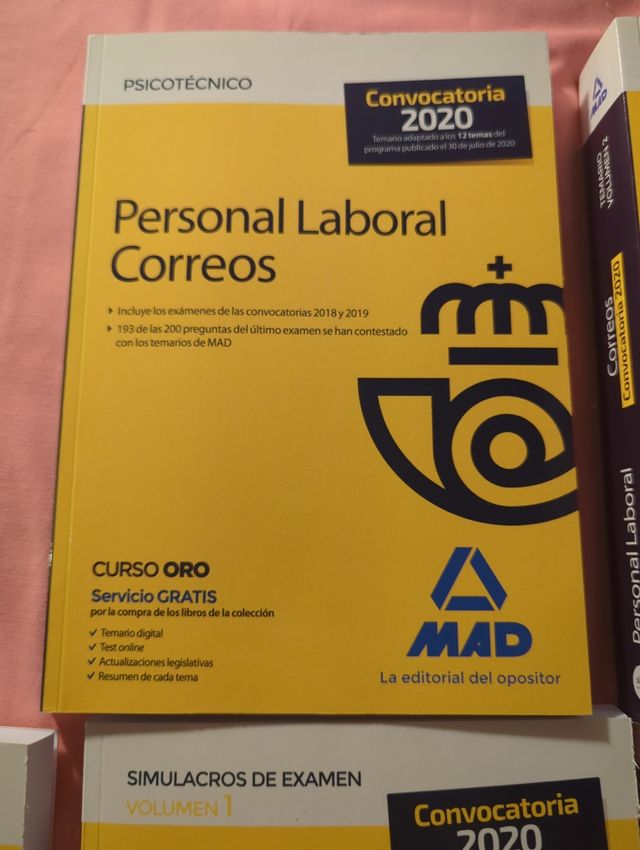 PSICOTÉCNICO
Convocatoria
2020
Temario adaptado a los 12 temas del
programa publicado el 30 de julio de 2020
Personal Laboral
Correos
Incluye los exámenes de las convocatorias 2018 y 2019
193 de las 200 preguntas del último examen se han contestado
con los temarios de MAD
CURSO ORO
Servicio GRATIS
por la compra de los libros de la colección
✓ Temario digital
✓ Test online
✓ Actualizaciones legislativas
✓ Resumen de cada tema
MAD
La editorial del opositor
MAD
TEMARIO
VOLUMEN 2
Correos
Convocatoria 2020
Personal Laboral
SIMULACROS DE EXAMEN
VOLUMEN 1
Convocatoria
2020